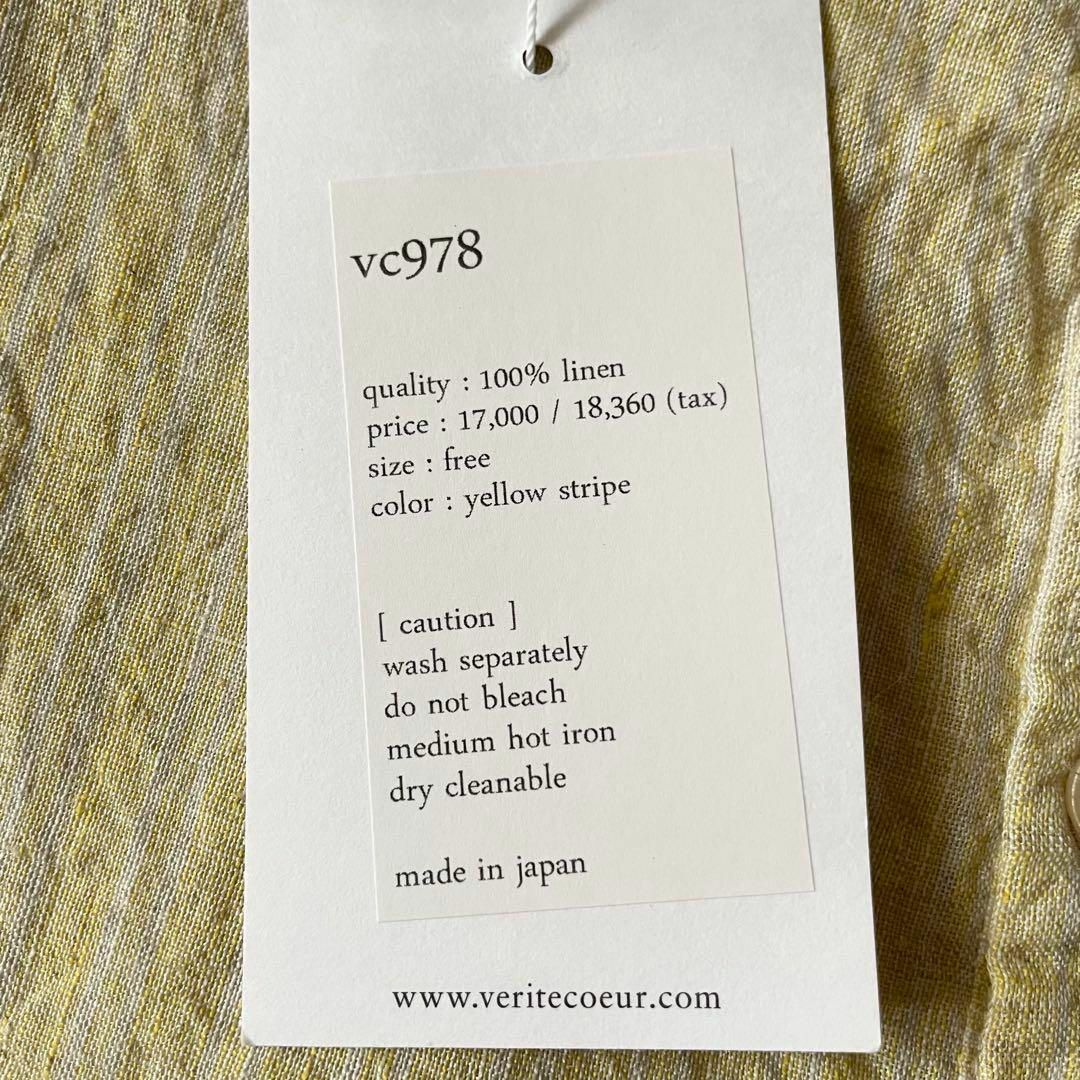 vc978
quality : 100% linen
price : 17,000 / 18,360 (tax)
size : free
color : yellow stripe
[ caution ]
wash separately
do not bleach
medium hot iron
dry cleanable
made in japan
www.veritecoeur.com